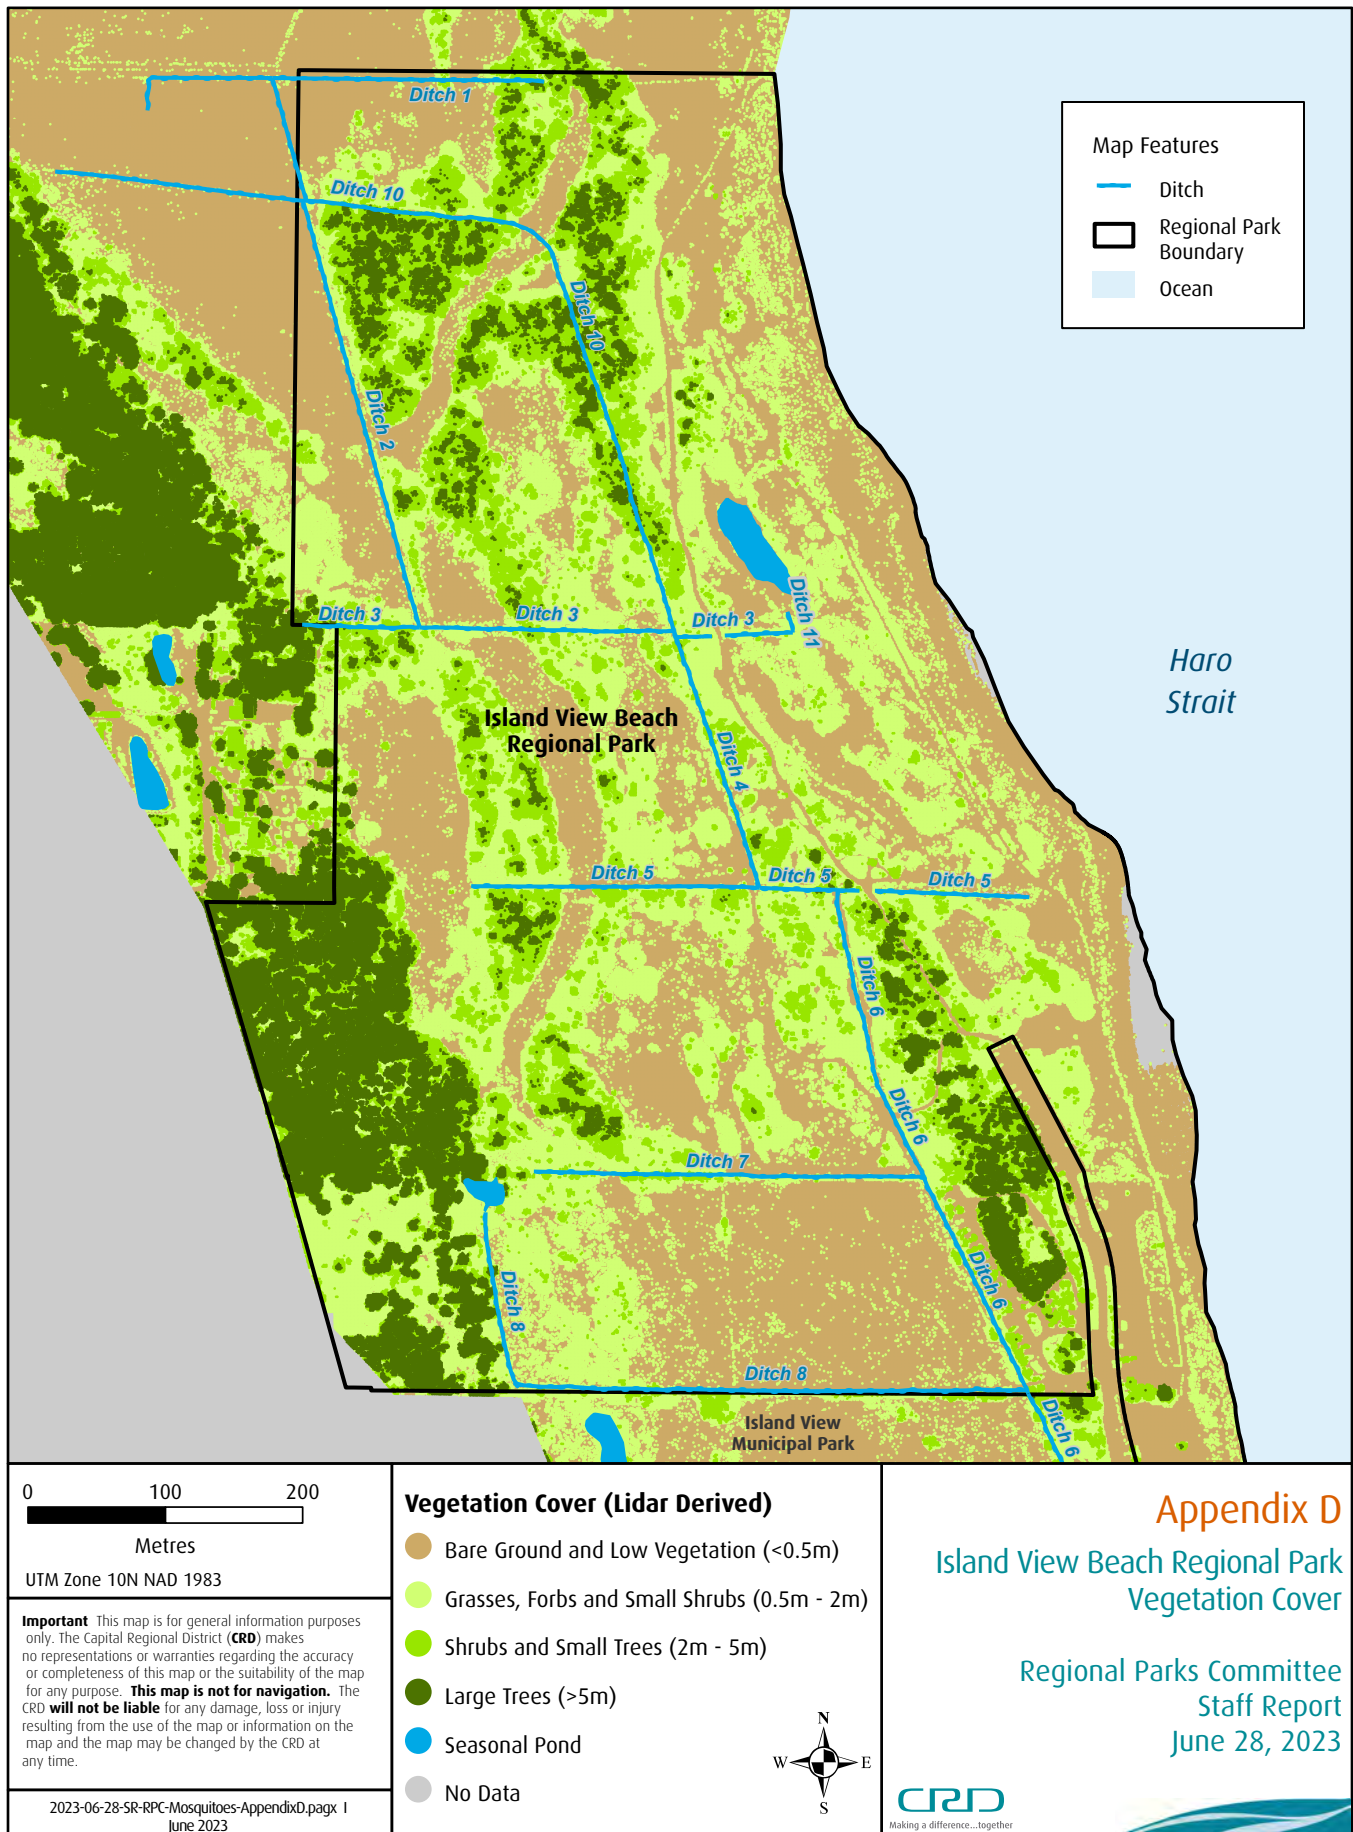 Ditch 1
Ditch 10
Ditch 10
Ditch 2
Ditch 3
Ditch 3
Ditch 3
Ditch 11
Island View Beach
Regional Park
Ditch 4
Ditch 5
Ditch 5
Ditch 5
Ditch 6
Ditch 6
Ditch 7
Ditch 6
Ditch 8
Ditch 8
Ditch 6
Island View
Municipal Park
Haro
Strait
Map Features
Ditch
Regional Park
Boundary
Ocean
0 100 200
Metres
UTM Zone 10N NAD 1983
Important This map is for general information purposes
only. The Capital Regional District (CRD) makes
no representations or warranties regarding the accuracy
or completeness of this map or the suitability of the map
for any purpose. This map is not for navigation. The
CRD will not be liable for any damage, loss or injury
resulting from the use of the map or information on the
map and the map may be changed by the CRD at
any time.
2023-06-28-SR-RPC-Mosquitoes-AppendixD.pagx I
June 2023
Vegetation Cover (Lidar Derived)
Bare Ground and Low Vegetation (<0.5m)
Grasses, Forbs and Small Shrubs (0.5m - 2m)
Shrubs and Small Trees (2m - 5m)
Large Trees (>5m)
Seasonal Pond
No Data
N
W E
S
Appendix D
Island View Beach Regional Park
Vegetation Cover
Regional Parks Committee
Staff Report
June 28, 2023
CRD
Making a difference...together